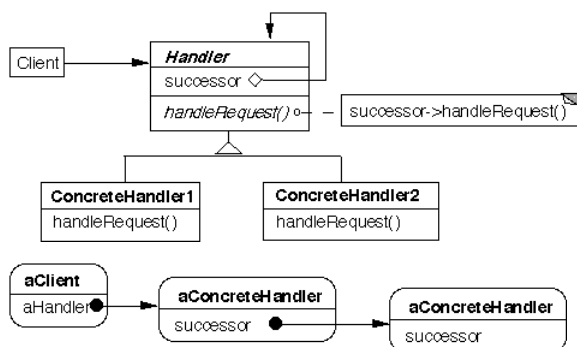 Handler
Client
successor
handleRequest()
successor->handleRequest()
ConcreteHandler1
handleRequest()
ConcreteHandler2
handleRequest()
aClient
aHandler
aConcreteHandler
successor
aConcreteHandler
successor